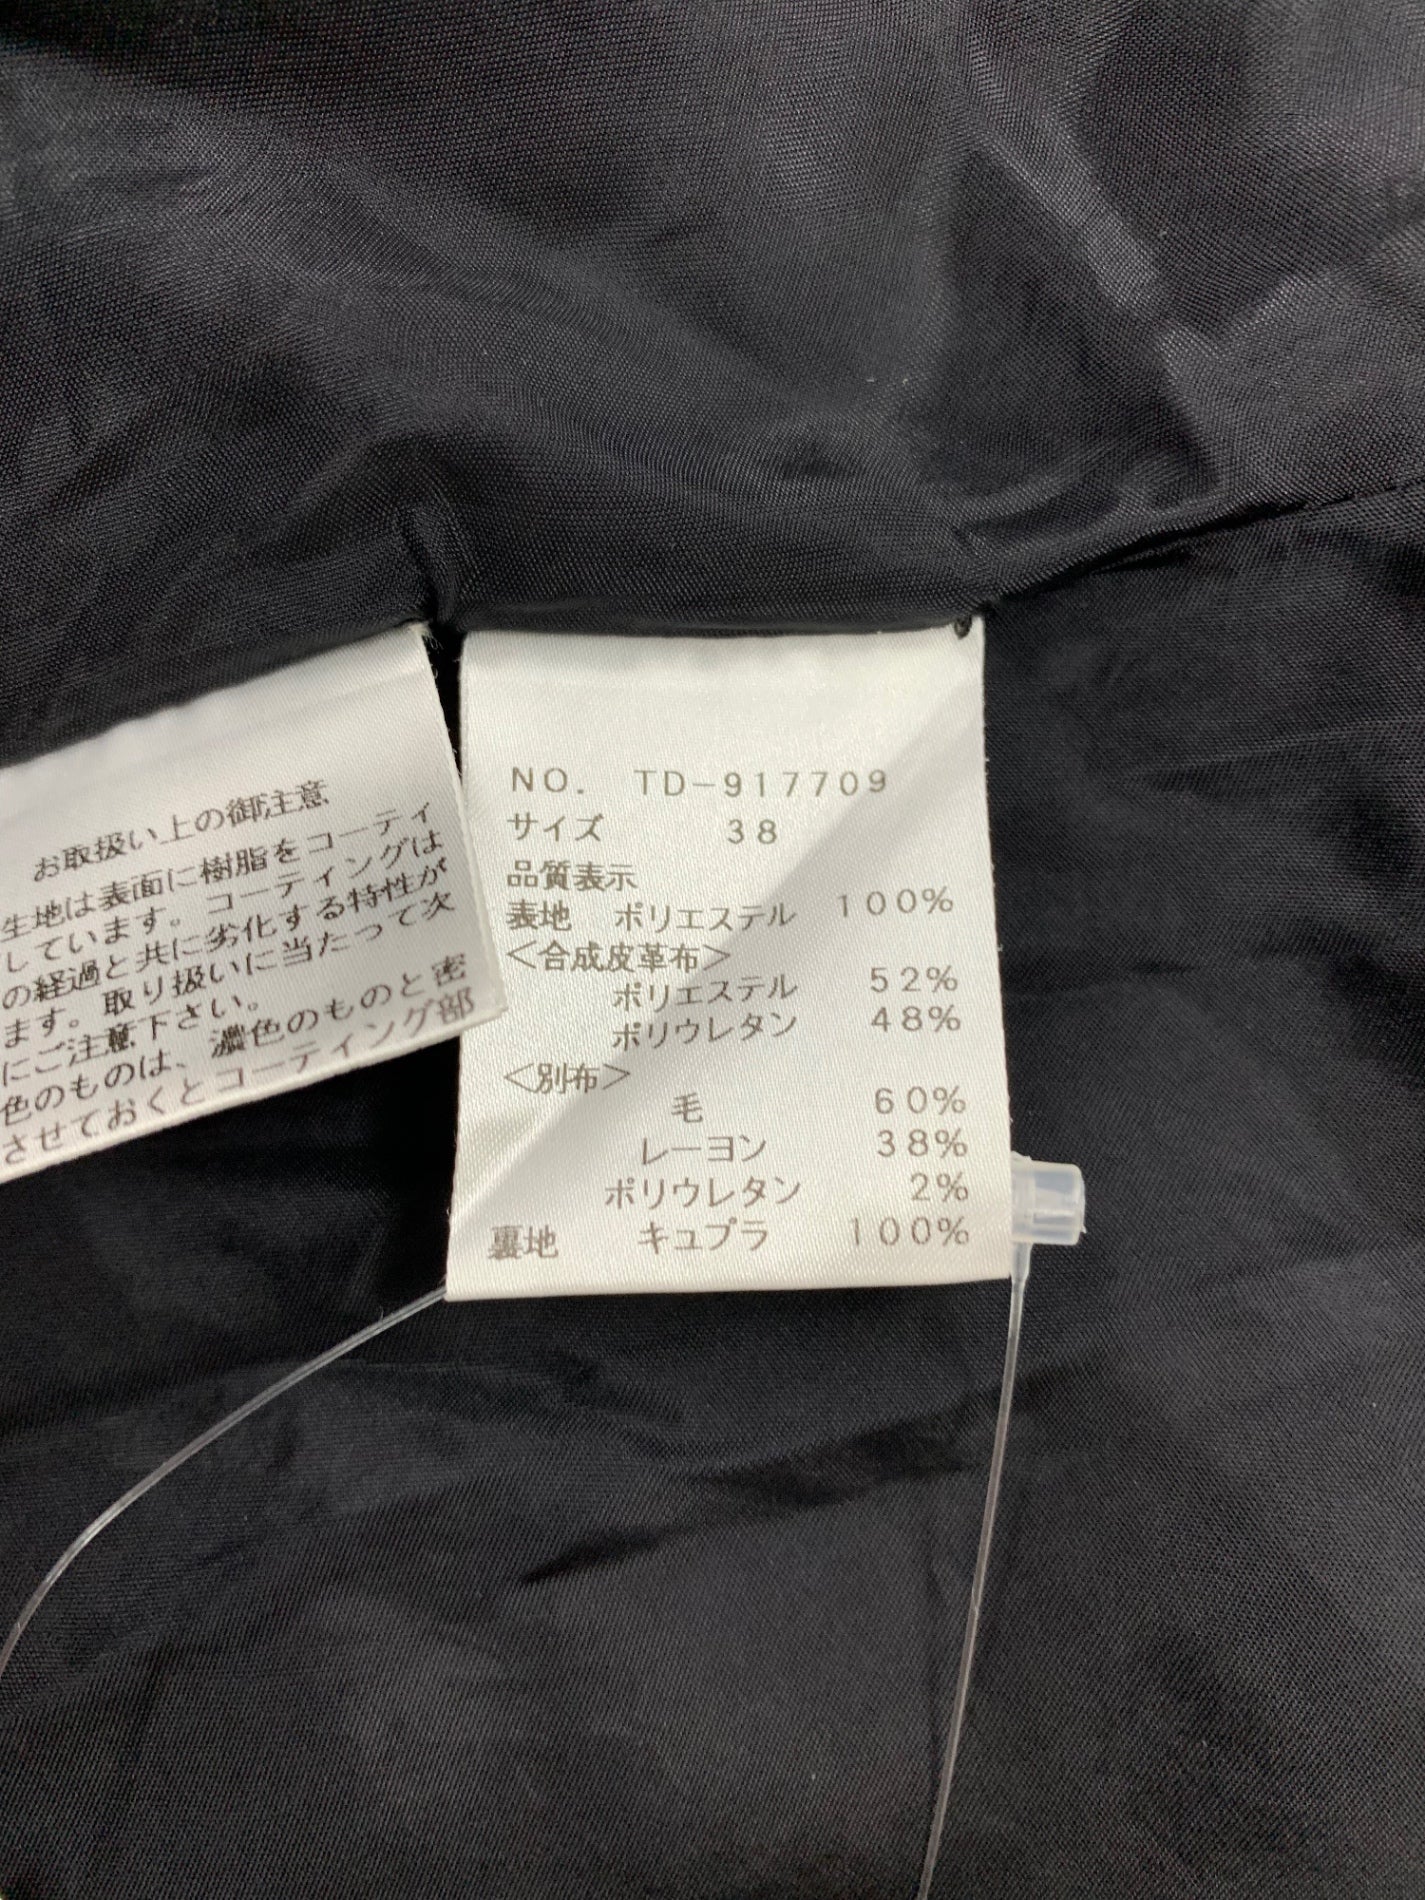 お取扱い上の御注意
生地は表面に樹脂をコーティ
しています。コーティングは
の経過と共に劣化する特性が
ます。取り扱いに当たって次
にご注意下さい。
色のものは、濃色のものと密
させておくとコーティング部
NO. TD-917709
サイズ 38
品質表示
表地 ポリエステル 100%
<合成皮革布>
ポリエステル 52%
ポリウレタン 48%
<別布>
毛 60%
レーヨン 38%
ポリウレタン 2%
裏地 キュプラ 100%